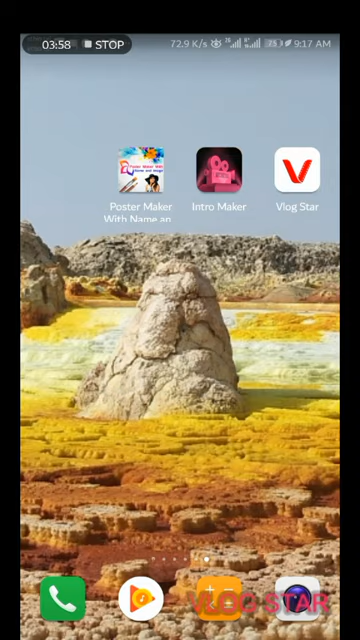 03:58 STOP 72.9 K/s 9:17 AM
Poster Maker
With Name an
Intro Maker
Vlog Star
VLOG STAR